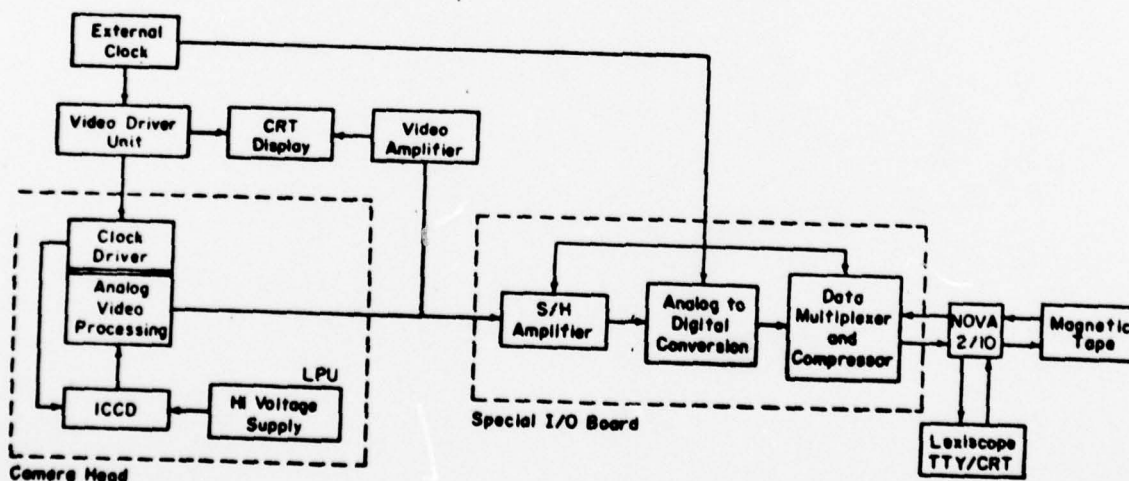 External
Clock
Video Driver
Unit
CRT
Display
Video
Amplifier
Clock
Driver
Analog
Video
Processing
LPU
ICCD
Hi Voltage
Supply
Camera Head
S/H
Amplifier
Analog to
Digital
Conversion
Data
Multiplexer
and
Compressor
Special I/O Board
NOVA
2/10
Magnetic
Tape
Lexiscope
TTY/CRT